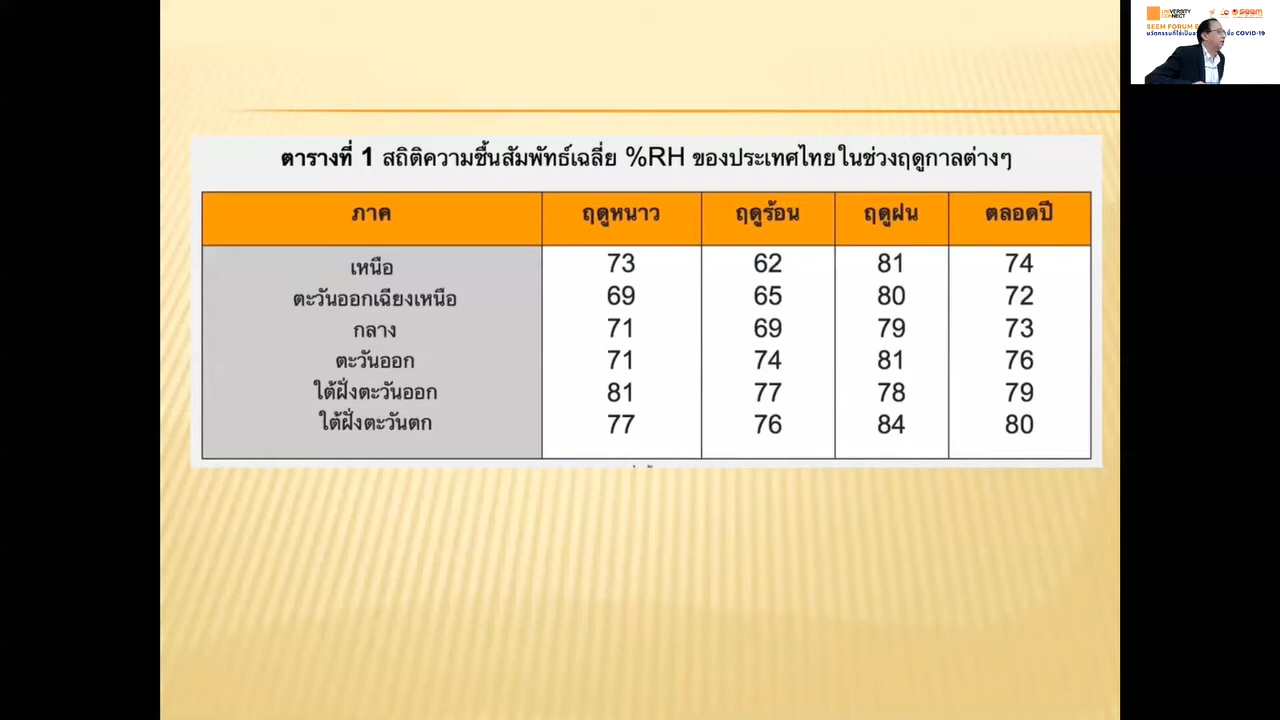 ตารางที่ 1 สถิติความชื้นสัมพัทธ์เฉลี่ย %RH ของประเทศไทยในช่วงฤดูกาลต่างๆ
ภาค ฤดูหนาว ฤดูร้อน ฤดูฝน ตลอดปี
เหนือ 73 62 81 74
ตะวันออกเฉียงเหนือ 69 65 80 72
กลาง 71 69 79 73
ตะวันออก 71 74 81 76
ใต้ฝั่งตะวันออก 81 77 78 79
ใต้ฝั่งตะวันตก 77 76 84 80
UNIVERSITY
CONNECT
seem
SEEM FORUM
COVID-19